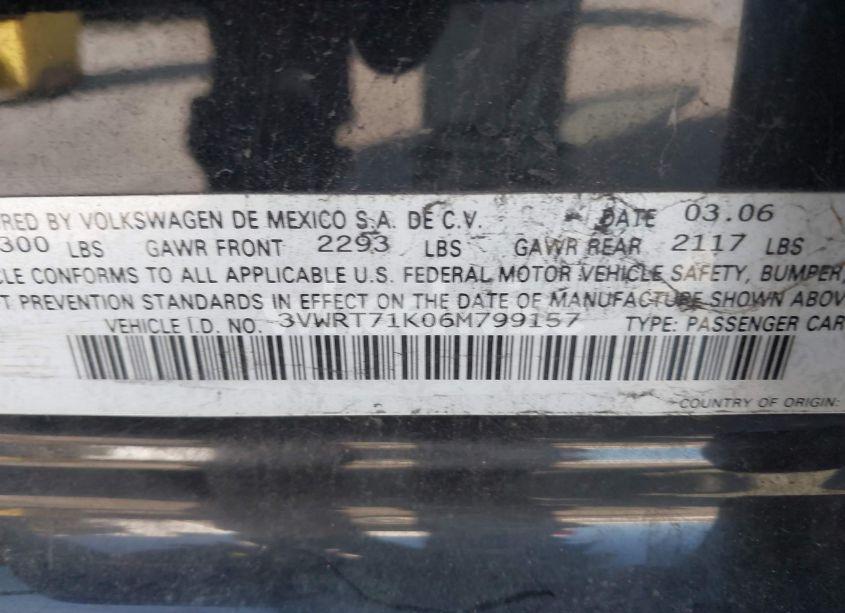 RED BY VOLKSWAGEN DE MEXICO S.A. DE C.V. DATE 03.06
300 LBS GAWR FRONT 2293 LBS GAWR REAR 2117 LBS
CLE CONFORMS TO ALL APPLICABLE U.S. FEDERAL MOTOR VEHICLE SAFETY, BUMPER,
T PREVENTION STANDARDS IN EFFECT ON THE DATE OF MANUFACTURE SHOWN ABOV
VEHICLE I.D. NO. 3VWRT71K06M799157 TYPE: PASSENGER CAR
COUNTRY OF ORIGIN: